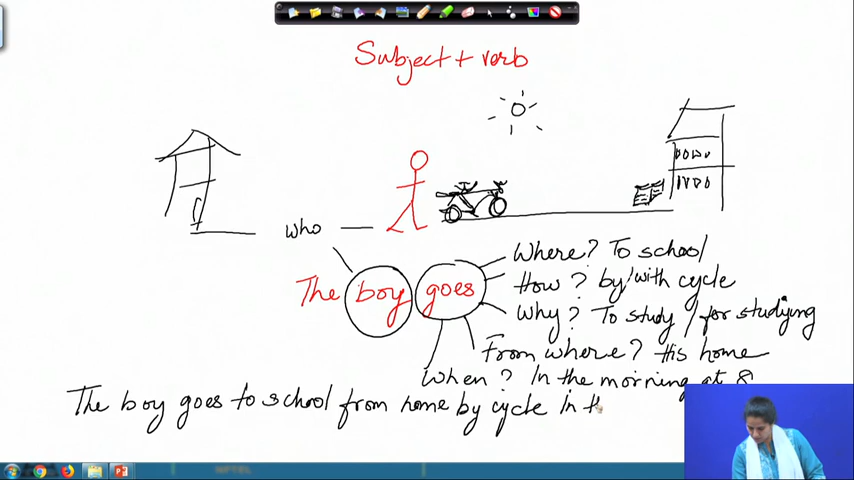 Subject + verb
who
The boy goes
Where? To school
How? by/with cycle
Why? To study / for studying
From where? His home
When? In the morning at 8
The boy goes to school from home by cycle in th
NPTEL